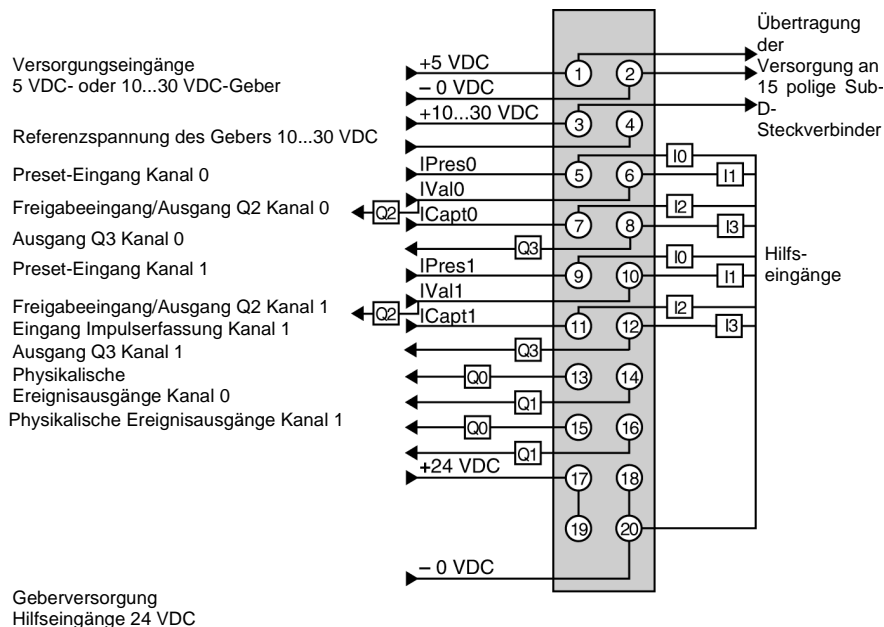 Versorgungseingänge
5 VDC- oder 10...30 VDC-Geber
Referenzspannung des Gebers 10...30 VDC
Preset-Eingang Kanal 0
Freigabeeingang/Ausgang Q2 Kanal 0
Ausgang Q3 Kanal 0
Preset-Eingang Kanal 1
Freigabeeingang/Ausgang Q2 Kanal 1
Eingang Impulserfassung Kanal 1
Ausgang Q3 Kanal 1
Physikalische
Ereignisausgänge Kanal 0
Physikalische Ereignisausgänge Kanal 1
Geberversorgung
Hilfseingänge 24 VDC
+5 VDC
– 0 VDC
+10...30 VDC
IPres0
IVal0
Q2
ICapt0
Q3
IPres1
IVal1
Q2
ICapt1
Q3
Q0
Q1
Q0
Q1
+24 VDC
– 0 VDC
1 2
3 4
5 6
7 8
9 10
11 12
13 14
15 16
17 18
19 20
I0
I1
I2
I3
I0
I1
I2
I3
Übertragung
der
Versorgung an
15 polige Sub-
D-
Steckverbinder
Hilfs-
eingänge